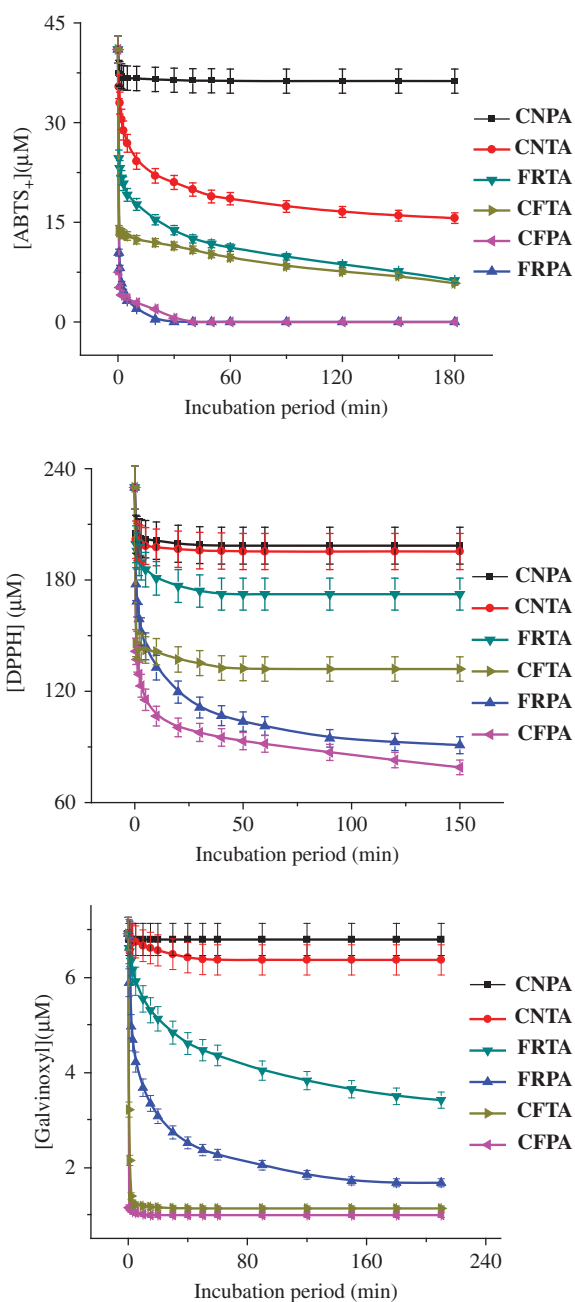 45
30
15
0
[ABTS+](μM)
0
60
120
180
Incubation period (min)
CNPA
CNTA
FRTA
CFTA
CFPA
FRPA
240
180
120
60
[DPPH] (μM)
0
50
100
150
Incubation period (min)
CNPA
CNTA
FRTA
CFTA
FRPA
CFPA
6
4
2
[Galvinoxyl](μM)
0
80
160
240
Incubation period (min)
CNPA
CNTA
FRTA
FRPA
CFTA
CFPA